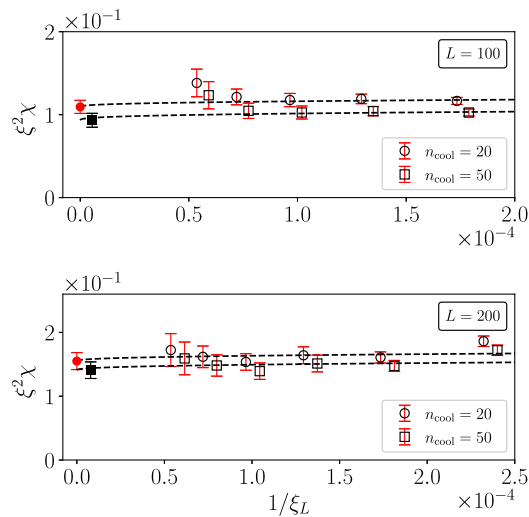 ×10⁻¹
2
1
0
ξ²χ
L = 100
n_cool = 20
n_cool = 50
0.0 0.5 1.0 1.5 2.0
×10⁻⁴
×10⁻¹
2
1
0
ξ²χ
L = 200
n_cool = 20
n_cool = 50
0.0 0.5 1.0 1.5 2.0 2.5
1/ξ_L
×10⁻⁴